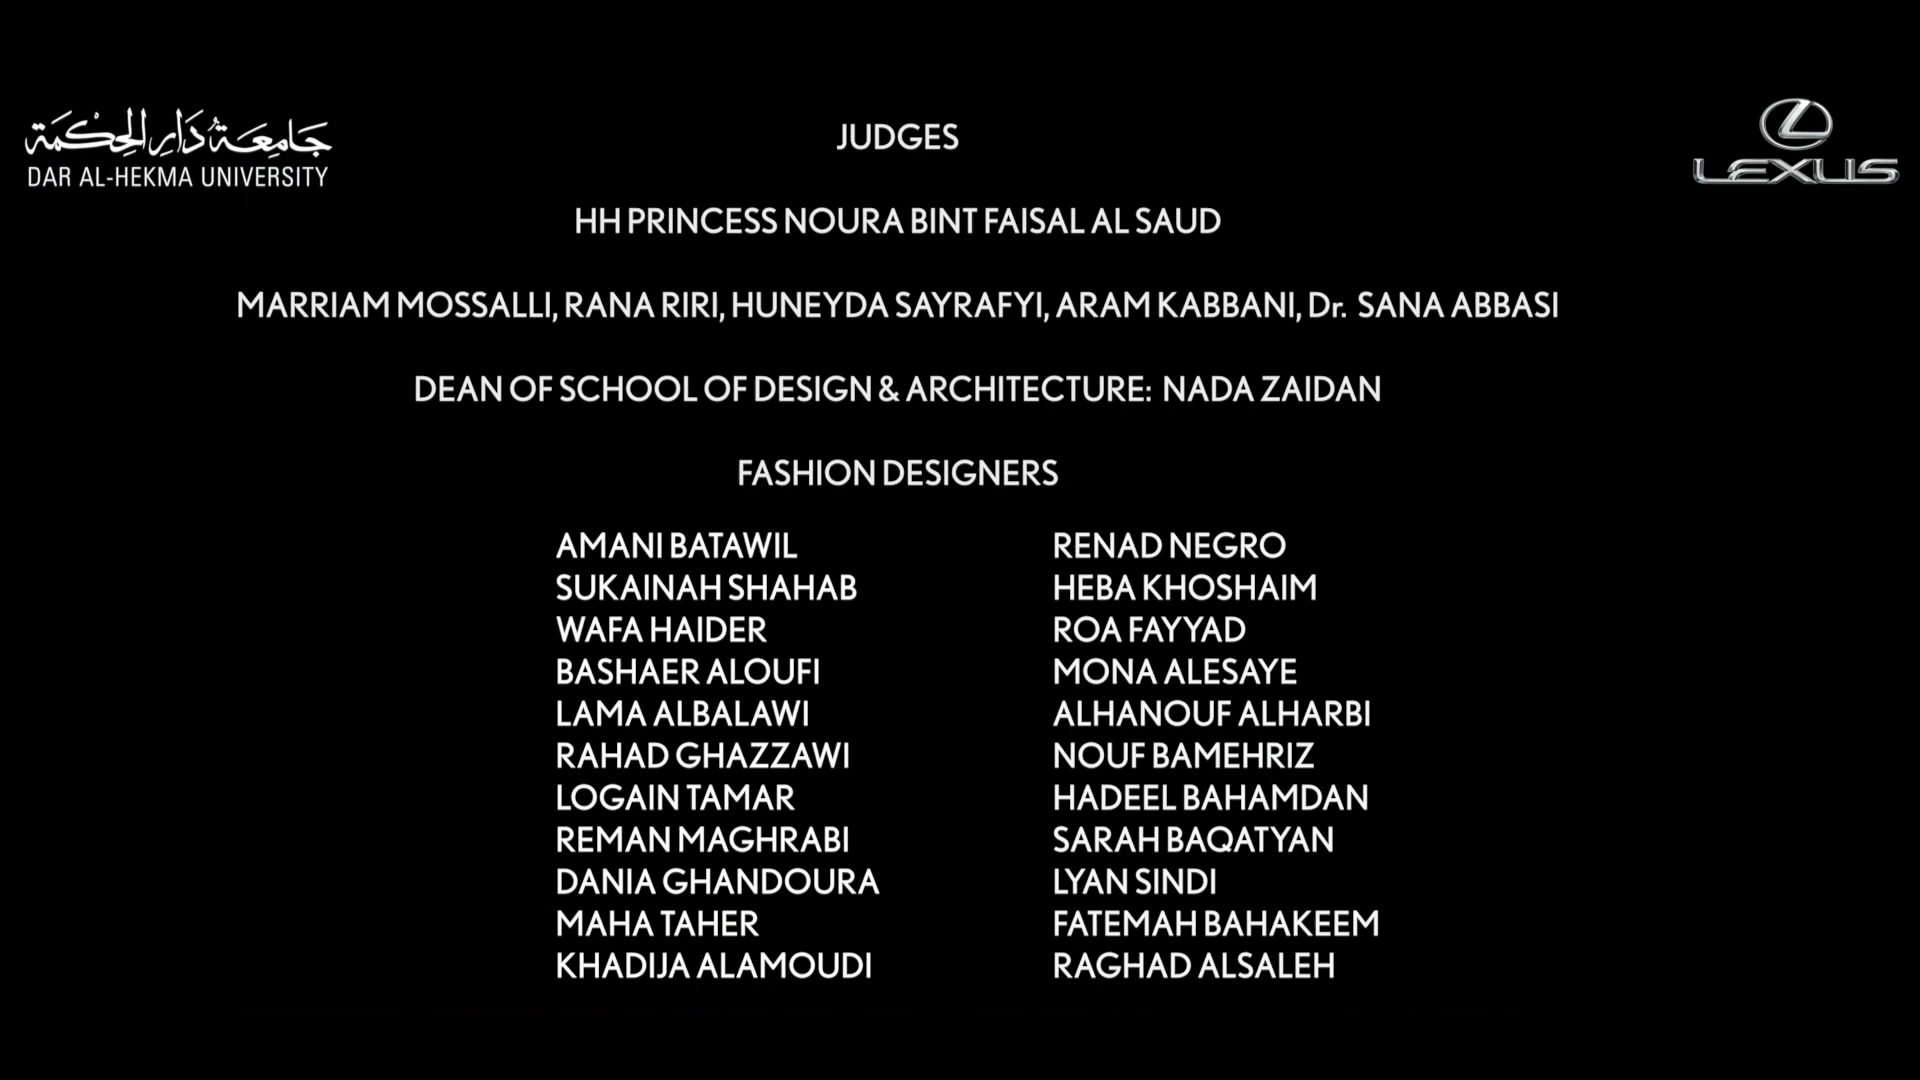 جَامِعَةُ دَارِ الحِكْمَة
DAR AL-HEKMA UNIVERSITY
LEXUS
JUDGES
HH PRINCESS NOURA BINT FAISAL AL SAUD
MARRIAM MOSSALLI, RANA RIRI, HUNEYDA SAYRAFYI, ARAM KABBANI, Dr. SANA ABBASI
DEAN OF SCHOOL OF DESIGN & ARCHITECTURE: NADA ZAIDAN
FASHION DESIGNERS
AMANI BATAWIL
SUKAINAH SHAHAB
WAFA HAIDER
BASHAER ALOUFI
LAMA ALBALAWI
RAHAD GHAZZAWI
LOGAIN TAMAR
REMAN MAGHRABI
DANIA GHANDOURA
MAHA TAHER
KHADIJA ALAMOUDI
RENAD NEGRO
HEBA KHOSHAIM
ROA FAYYAD
MONA ALESAYE
ALHANOUF ALHARBI
NOUF BAMEHRIZ
HADEEL BAHAMDAN
SARAH BAQATYAN
LYAN SINDI
FATEMAH BAHAKEEM
RAGHAD ALSALEH